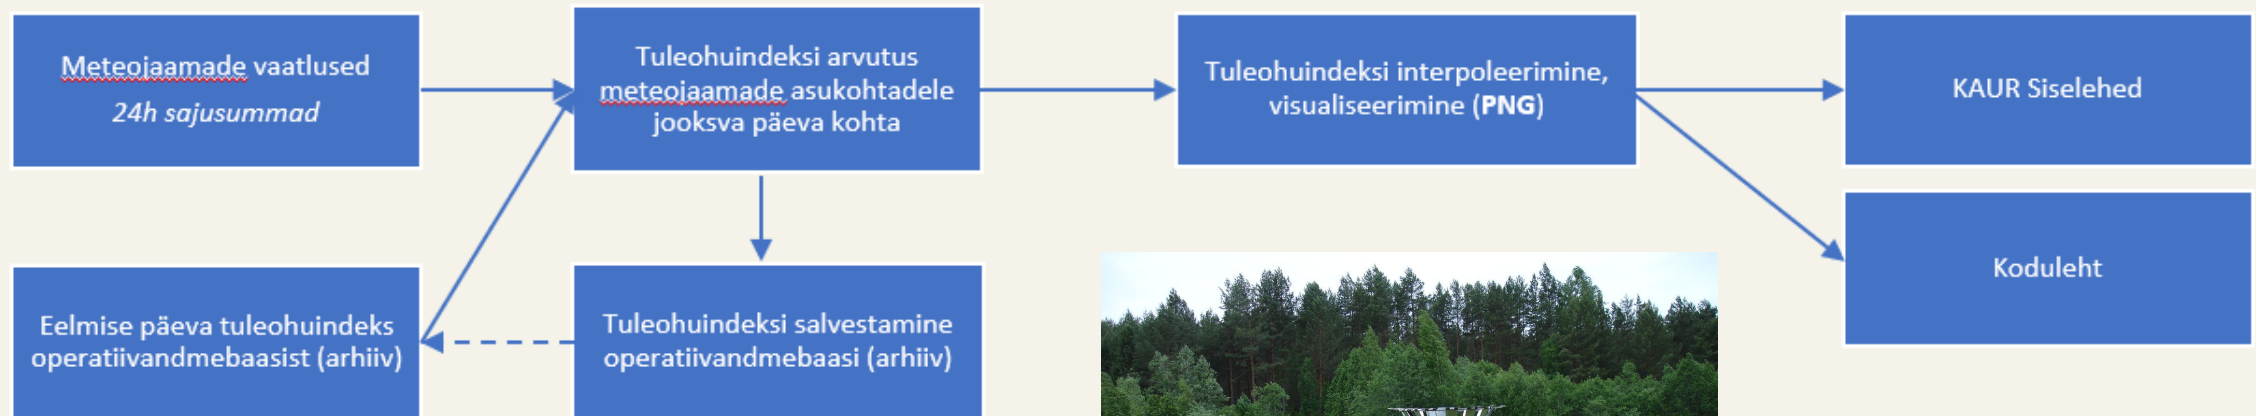 Meteojaamade vaatlused
24h sajusummad
Tuleohuindeksi arvutus
meteojaamade asukohtadele
jooksva päeva kohta
Tuleohuindeksi interpoleerimine,
visualiseerimine (PNG)
KAUR Siselehed
Koduleht
Eelmise päeva tuleohuindeks
operatiivandmebaasist (arhiiv)
Tuleohuindeksi salvestamine
operatiivandmebaasi (arhiiv)